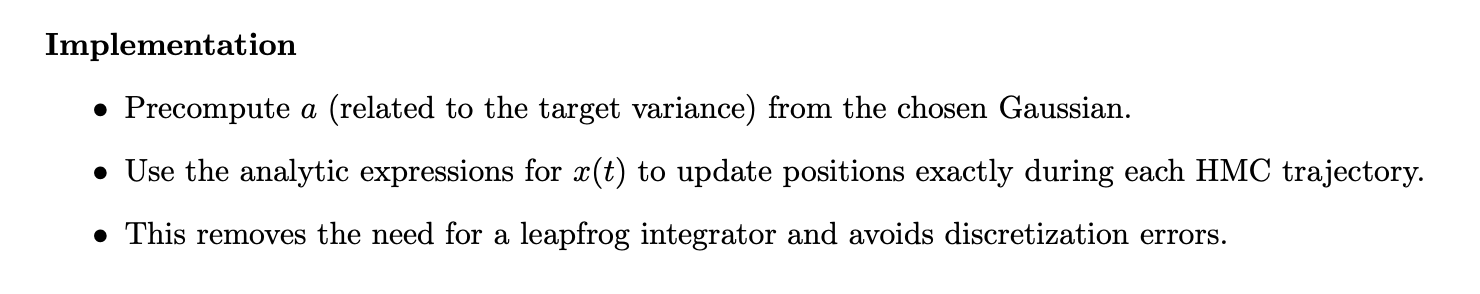 Implementation
• Precompute a (related to the target variance) from the chosen Gaussian.
• Use the analytic expressions for x(t) to update positions exactly during each HMC trajectory.
• This removes the need for a leapfrog integrator and avoids discretization errors.